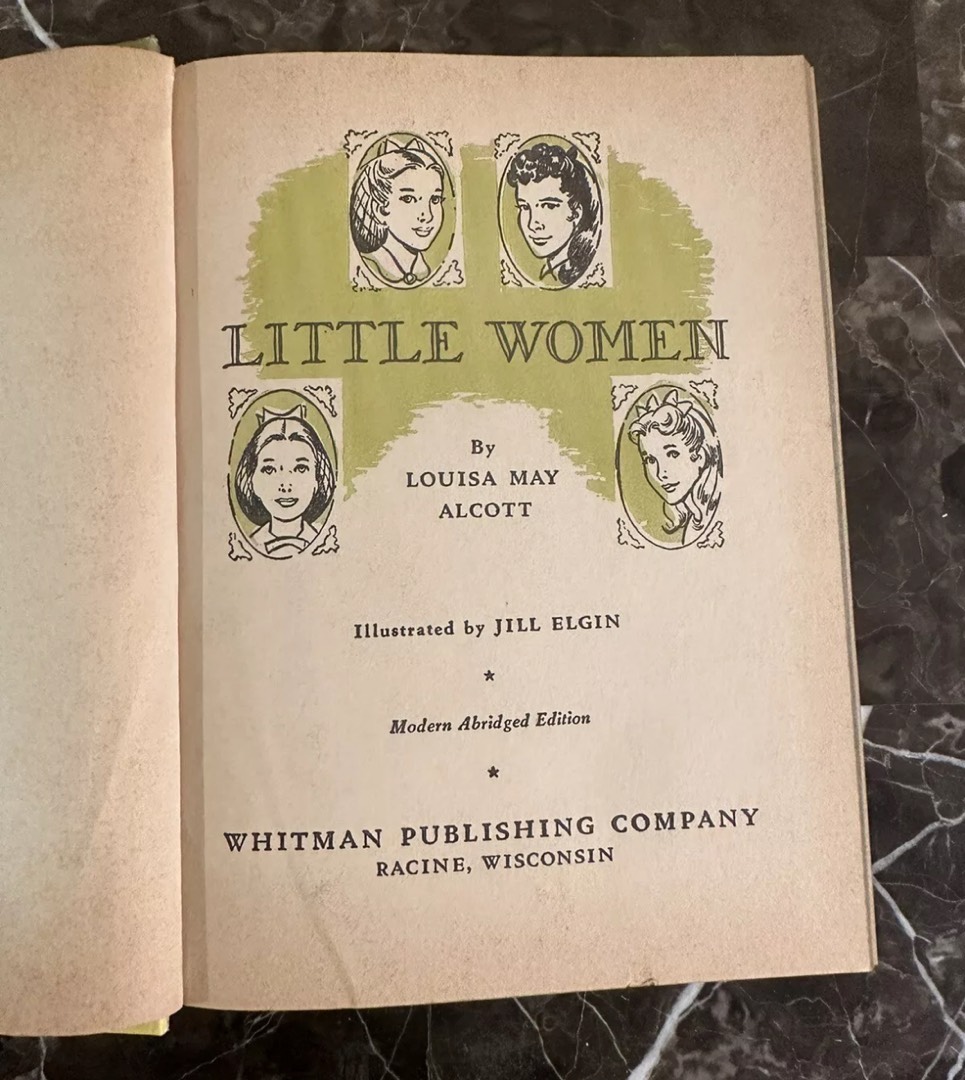 LITTLE WOMEN
By
LOUISA MAY
ALCOTT
Illustrated by JILL ELGIN
Modern Abridged Edition
WHITMAN PUBLISHING COMPANY
RACINE, WISCONSIN